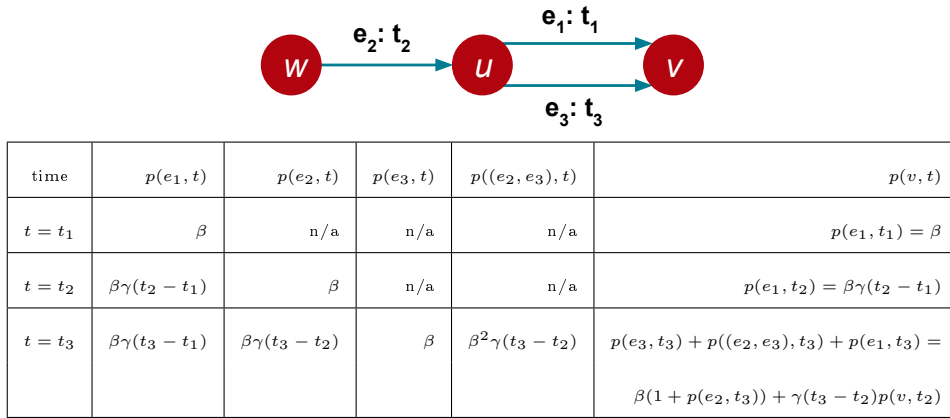 e₂: t₂
e₁: t₁
w
u
v
e₃: t₃
time p(e₁, t) p(e₂, t) p(e₃, t) p((e₂, e₃), t) p(v, t)
t = t₁ β n/a n/a n/a p(e₁, t₁) = β
t = t₂ βγ(t₂ − t₁) β n/a n/a p(e₁, t₂) = βγ(t₂ − t₁)
t = t₃ βγ(t₃ − t₁) βγ(t₃ − t₂) β β²γ(t₃ − t₂) p(e₃, t₃) + p((e₂, e₃), t₃) + p(e₁, t₃) =
β(1 + p(e₂, t₃)) + γ(t₃ − t₂)p(v, t₂)